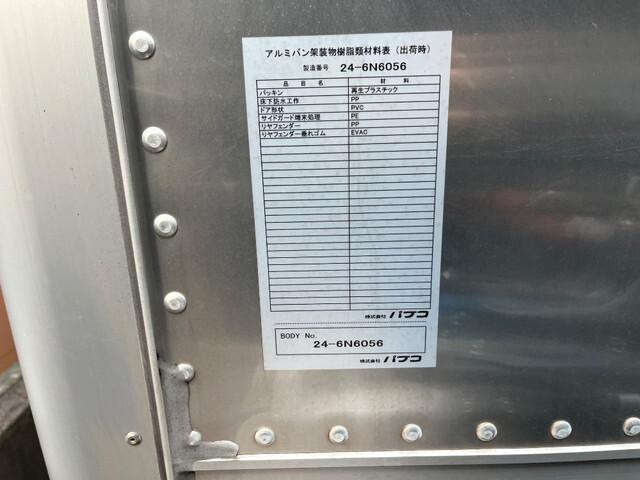 アルミバン架装物樹脂類材料表（出荷時）
製造番号 24-6N6056
品目名 材料
パッキン 再生プラスチック
床下防水工作 PP
ドア形状 PVC
サイドガード端末処理 PE
リヤフェンダー PP
リヤフェンダー垂れゴム EVAC
株式会社 パブコ
BODY No.
24-6N6056
株式会社 パブコ